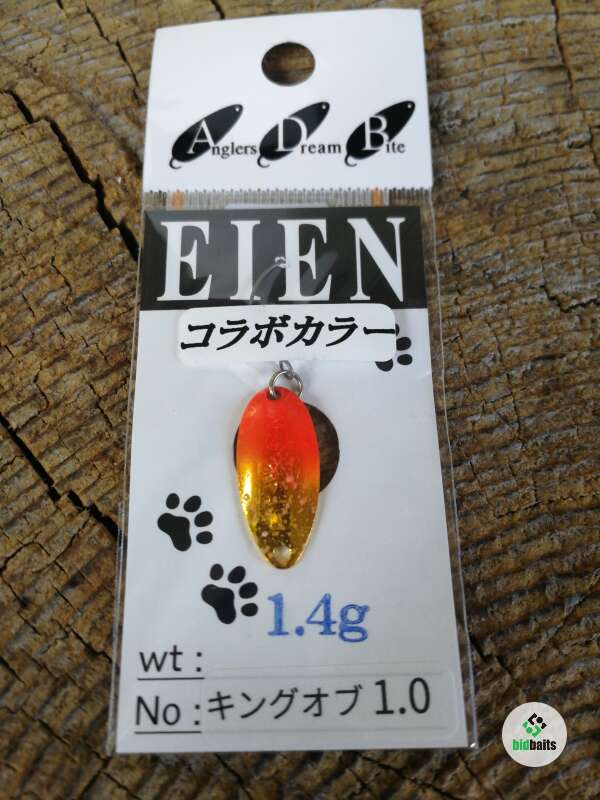 Anglers Dream Bite
EIEN
コラボカラー
1.4g
wt :
No : キングオブ 1.0
bidbaits